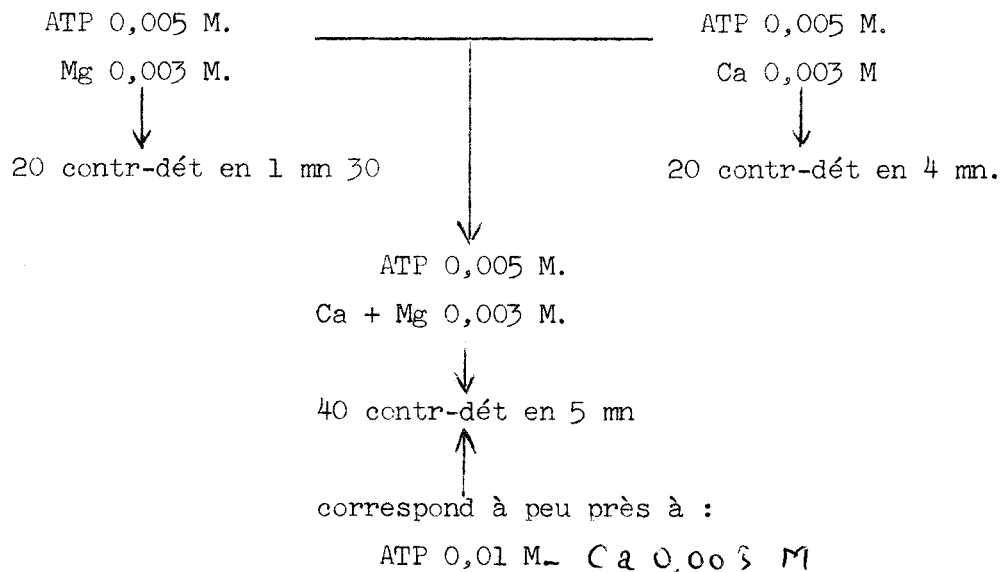 ATP 0,005 M.
Mg 0,003 M.
20 contr-dét en 1 mn 30
ATP 0,005 M.
Ca 0,003 M
20 contr-dét en 4 mn.
ATP 0,005 M.
Ca + Mg 0,003 M.
40 contr-dét en 5 mn
correspond à peu près à :
ATP 0,01 M. Ca 0,003 M